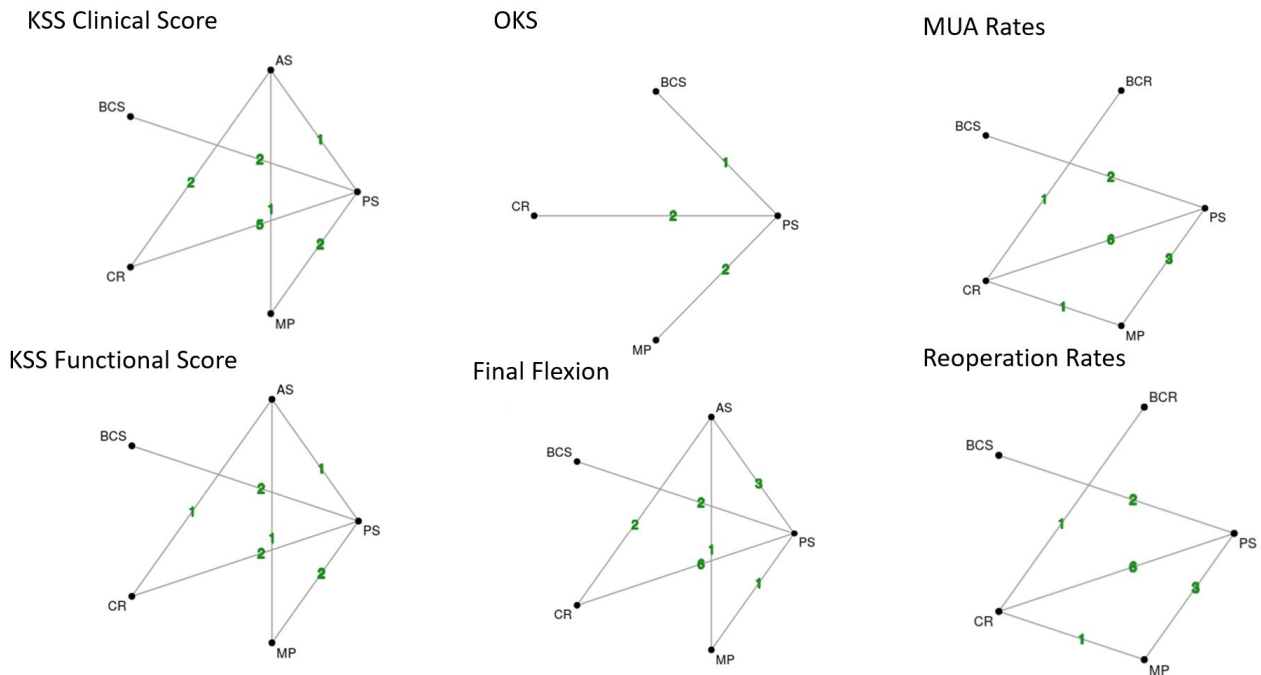 KSS Clinical Score
AS
BCS
1
2
2
PS
1
5
2
CR
MP
OKS
BCS
1
CR
2
PS
2
MP
MUA Rates
BCR
BCS
2
1
PS
6
3
CR
1
MP
KSS Functional Score
AS
BCS
1
2
1
PS
1
2
2
CR
MP
Final Flexion
AS
BCS
3
2
2
PS
1
6
1
CR
MP
Reoperation Rates
BCR
BCS
2
1
PS
6
3
CR
1
MP